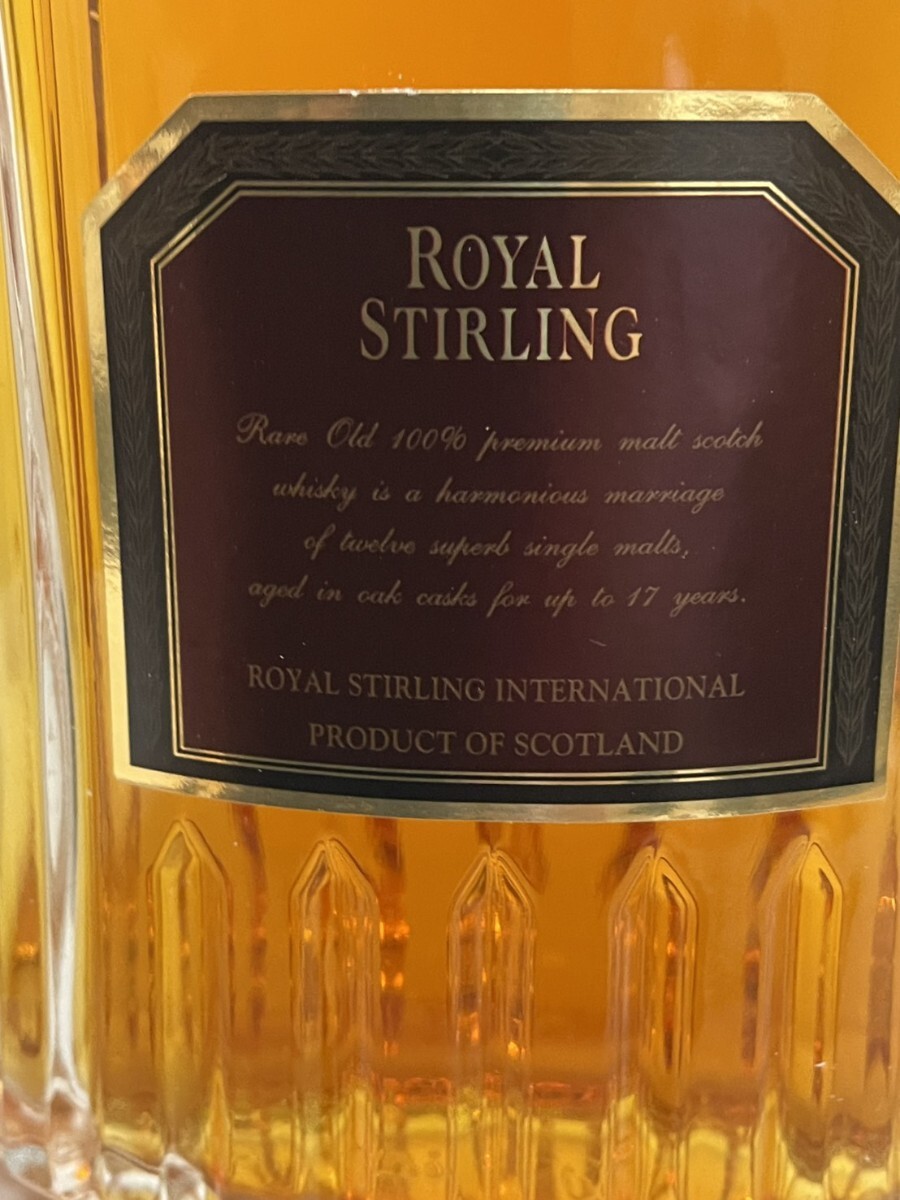 ROYAL
STIRLING
Rare Old 100% premium malt scotch
whisky is a harmonious marriage
of twelve superb single malts,
aged in oak casks for up to 17 years.
ROYAL STIRLING INTERNATIONAL
PRODUCT OF SCOTLAND